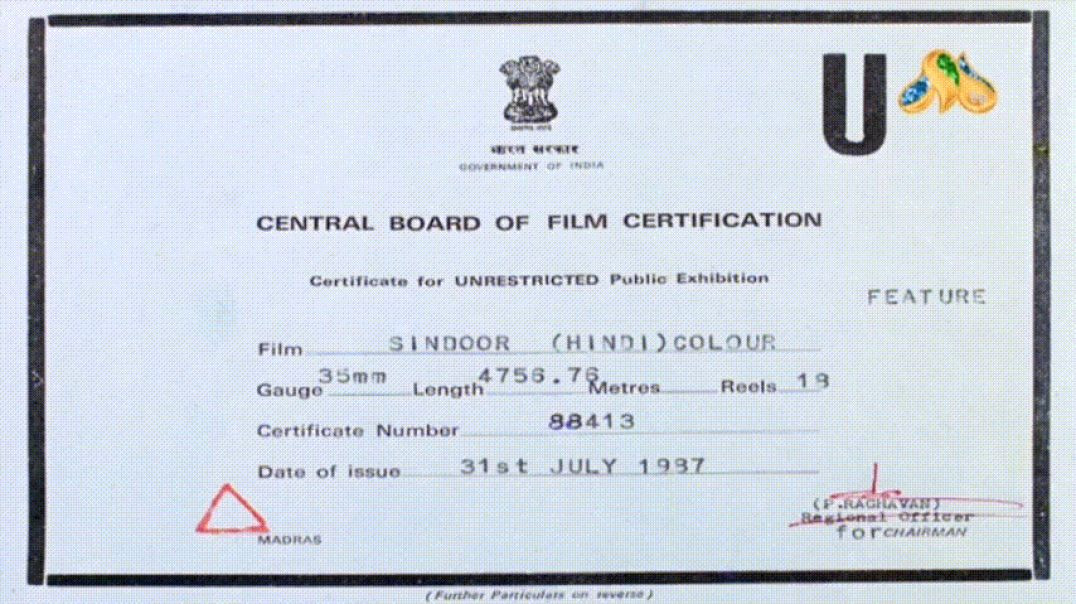 U
भारत सरकार
GOVERNMENT OF INDIA
CENTRAL BOARD OF FILM CERTIFICATION
Certificate for UNRESTRICTED Public Exhibition
FEATURE
Film SINDOOR (HINDI) COLOUR
Gauge 35mm Length 4756.76 Metres Reels 19
Certificate Number 88413
Date of issue 31st JULY 1987
(P.RAGHAVAN)
Regional Officer
for CHAIRMAN
MADRAS
(Further Particulars on reverse)